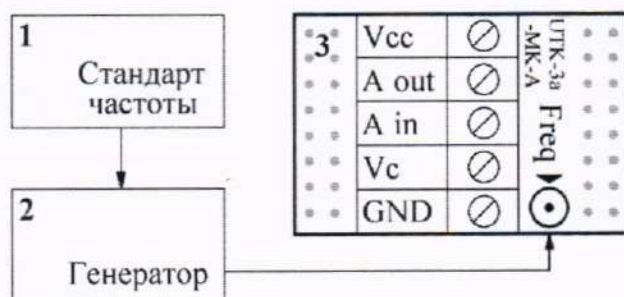 1
Стандарт
частоты
2
Генератор
3
Vcc
A out
A in
Vc
GND
UTK-3a
-MK-A
Freq